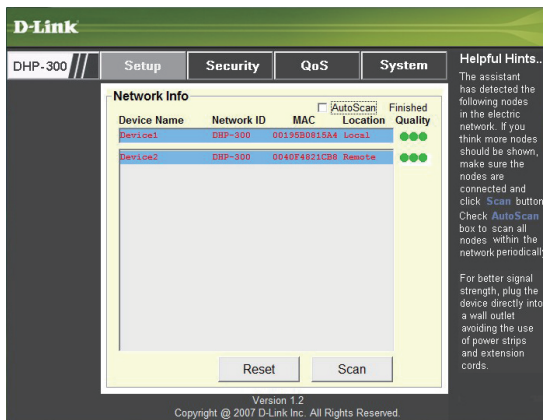 D-Link
DHP-300
Setup Security QoS System
Network Info
AutoScan Finished
Device Name Network ID MAC Location Quality
Device1 DHP-300 00195B0815A4 Local
Device2 DHP-300 0040F4821CB8 Remote
Reset Scan
Helpful Hints..
The assistant
has detected the
following nodes
in the electric
network. If you
think more nodes
should be shown,
make sure the
nodes are
connected and
click Scan button
Check AutoScan
box to scan all
nodes within the
network periodicall
For better signal
strength, plug the
device directly into
a wall outlet
avoiding the use
of power strips
and extension
cords.
Version 1.2
Copyright @ 2007 D-Link Inc. All Rights Reserved.